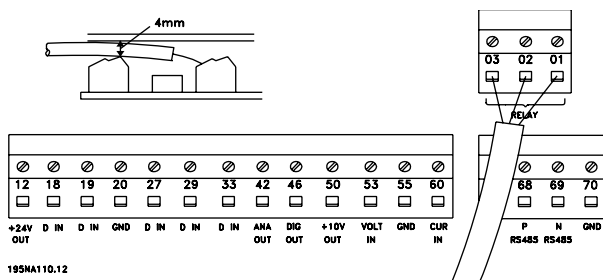 4mm
03 02 01
RELAY
12 18 19 20 27 29 33 42 46 50 53 55 60 68 69 70
+24V OUT D IN D IN GND D IN D IN D IN ANA OUT DIG OUT +10V OUT VOLT IN GND CUR IN P RS485 N RS485 GND
195NA110.12